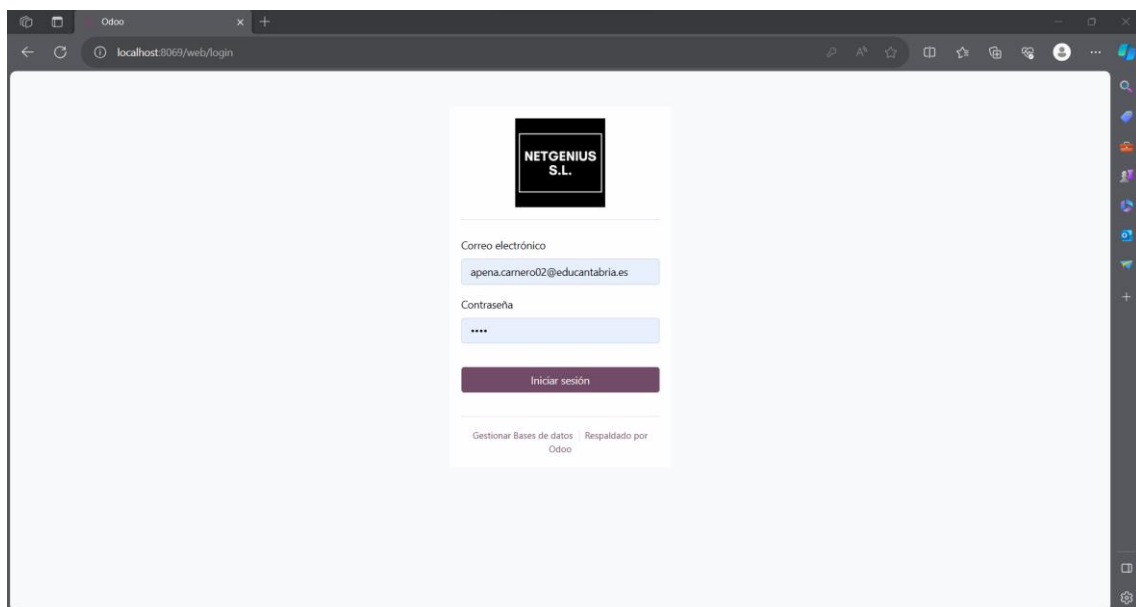 Odoo
localhost:8069/web/login
NETGENIUS
S.L.
Correo electrónico
apena.carnero02@educantabria.es
Contraseña
••••
Iniciar sesión
Gestionar Bases de datos | Respaldado por
Odoo